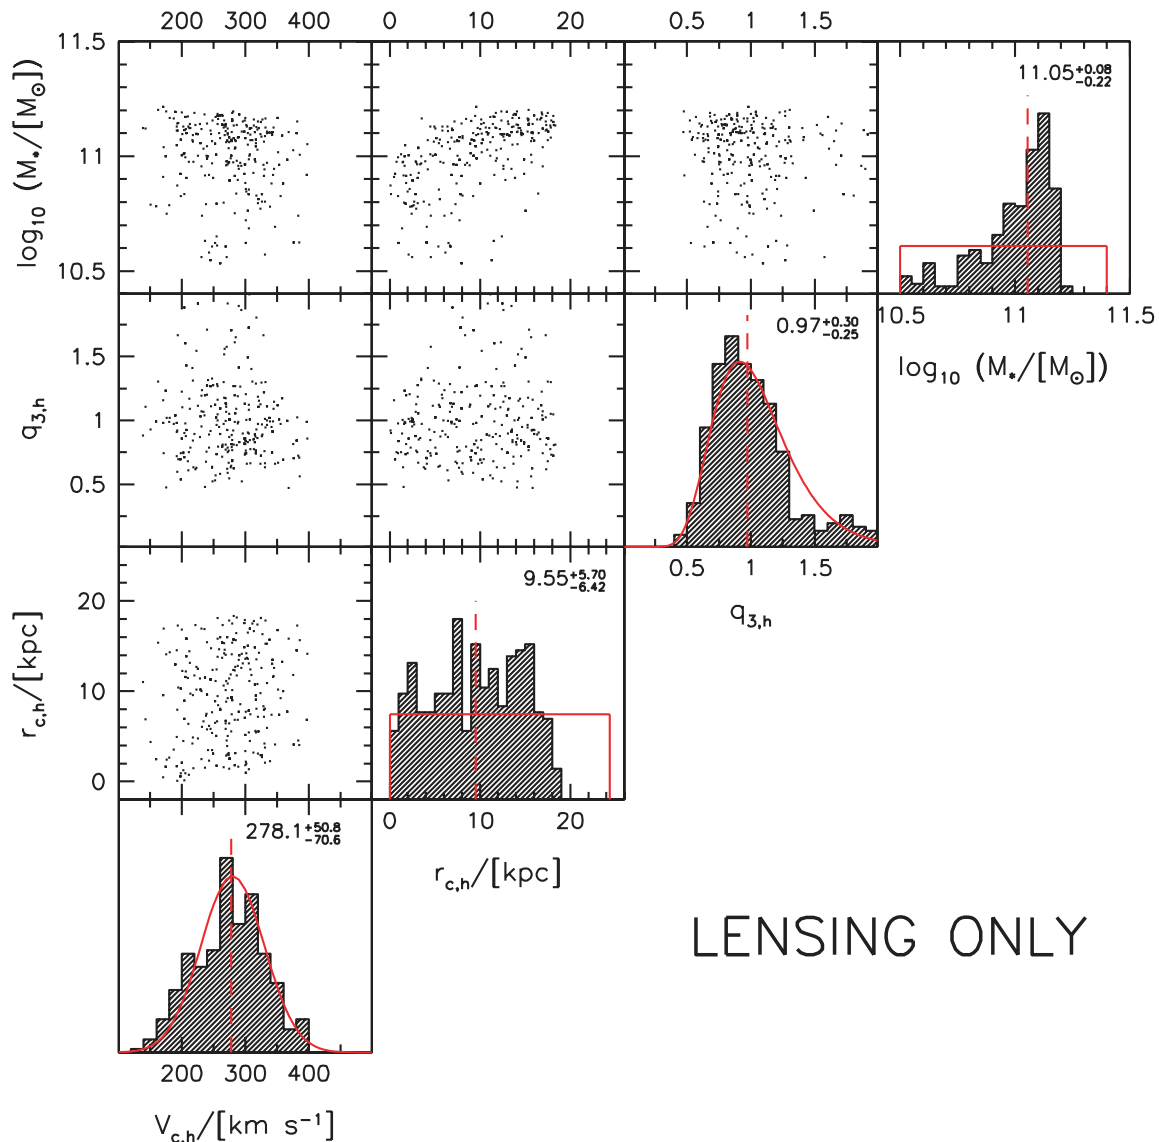 200 300 400 0 10 20 0.5 1 1.5
11.5
11
10.5
log₁₀ (M*/[M⊙])
11.05 +0.08 −0.22
10.5 11 11.5
log₁₀ (M*/[M⊙])
1.5
1
0.5
q₃,ₕ
0.97 +0.30 −0.25
0.5 1 1.5
q₃,ₕ
20
10
0
r_c,h/[kpc]
9.55 +5.70 −6.42
0 10 20
r_c,h/[kpc]
278.1 +50.8 −70.6
200 300 400
V_c,h/[km s⁻¹]
LENSING ONLY